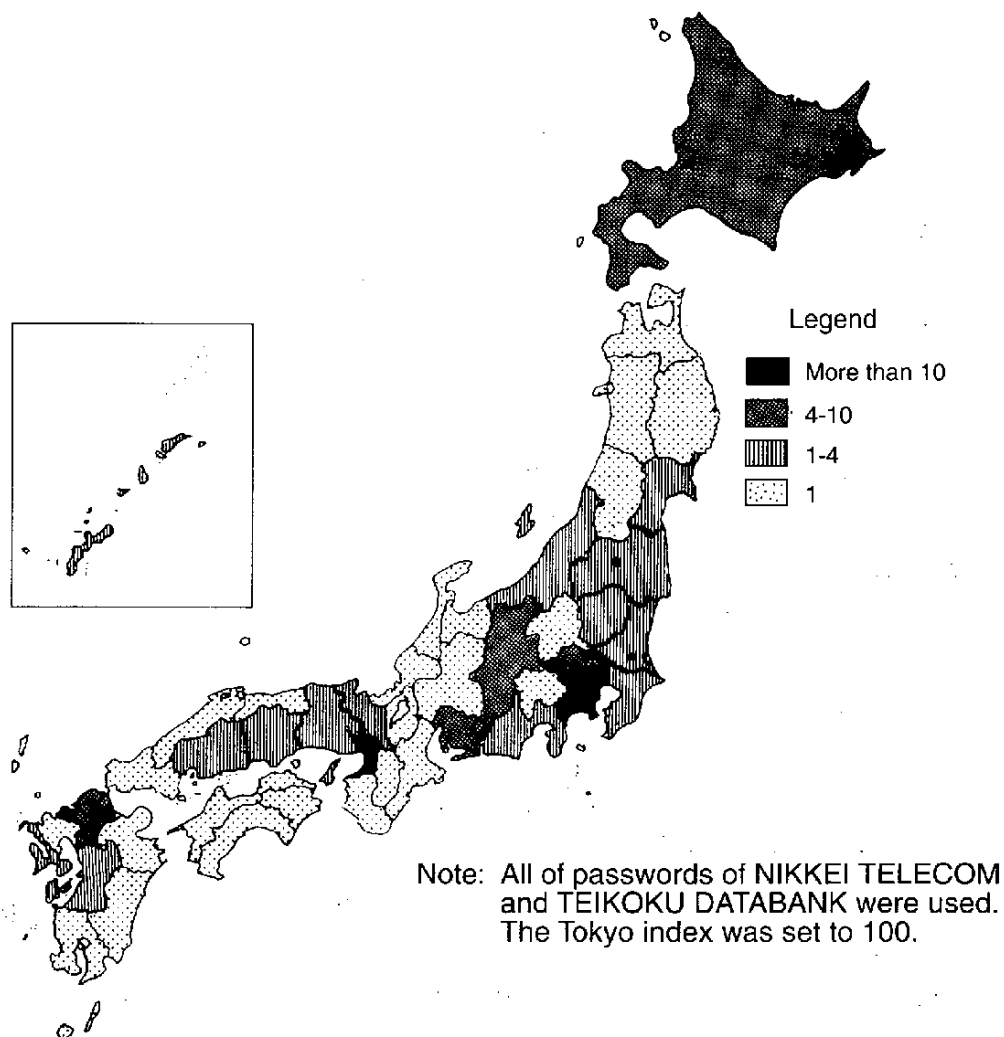 Legend
More than 10
4-10
1-4
1
Note: All of passwords of NIKKEI TELECOM
and TEIKOKU DATABANK were used.
The Tokyo index was set to 100.